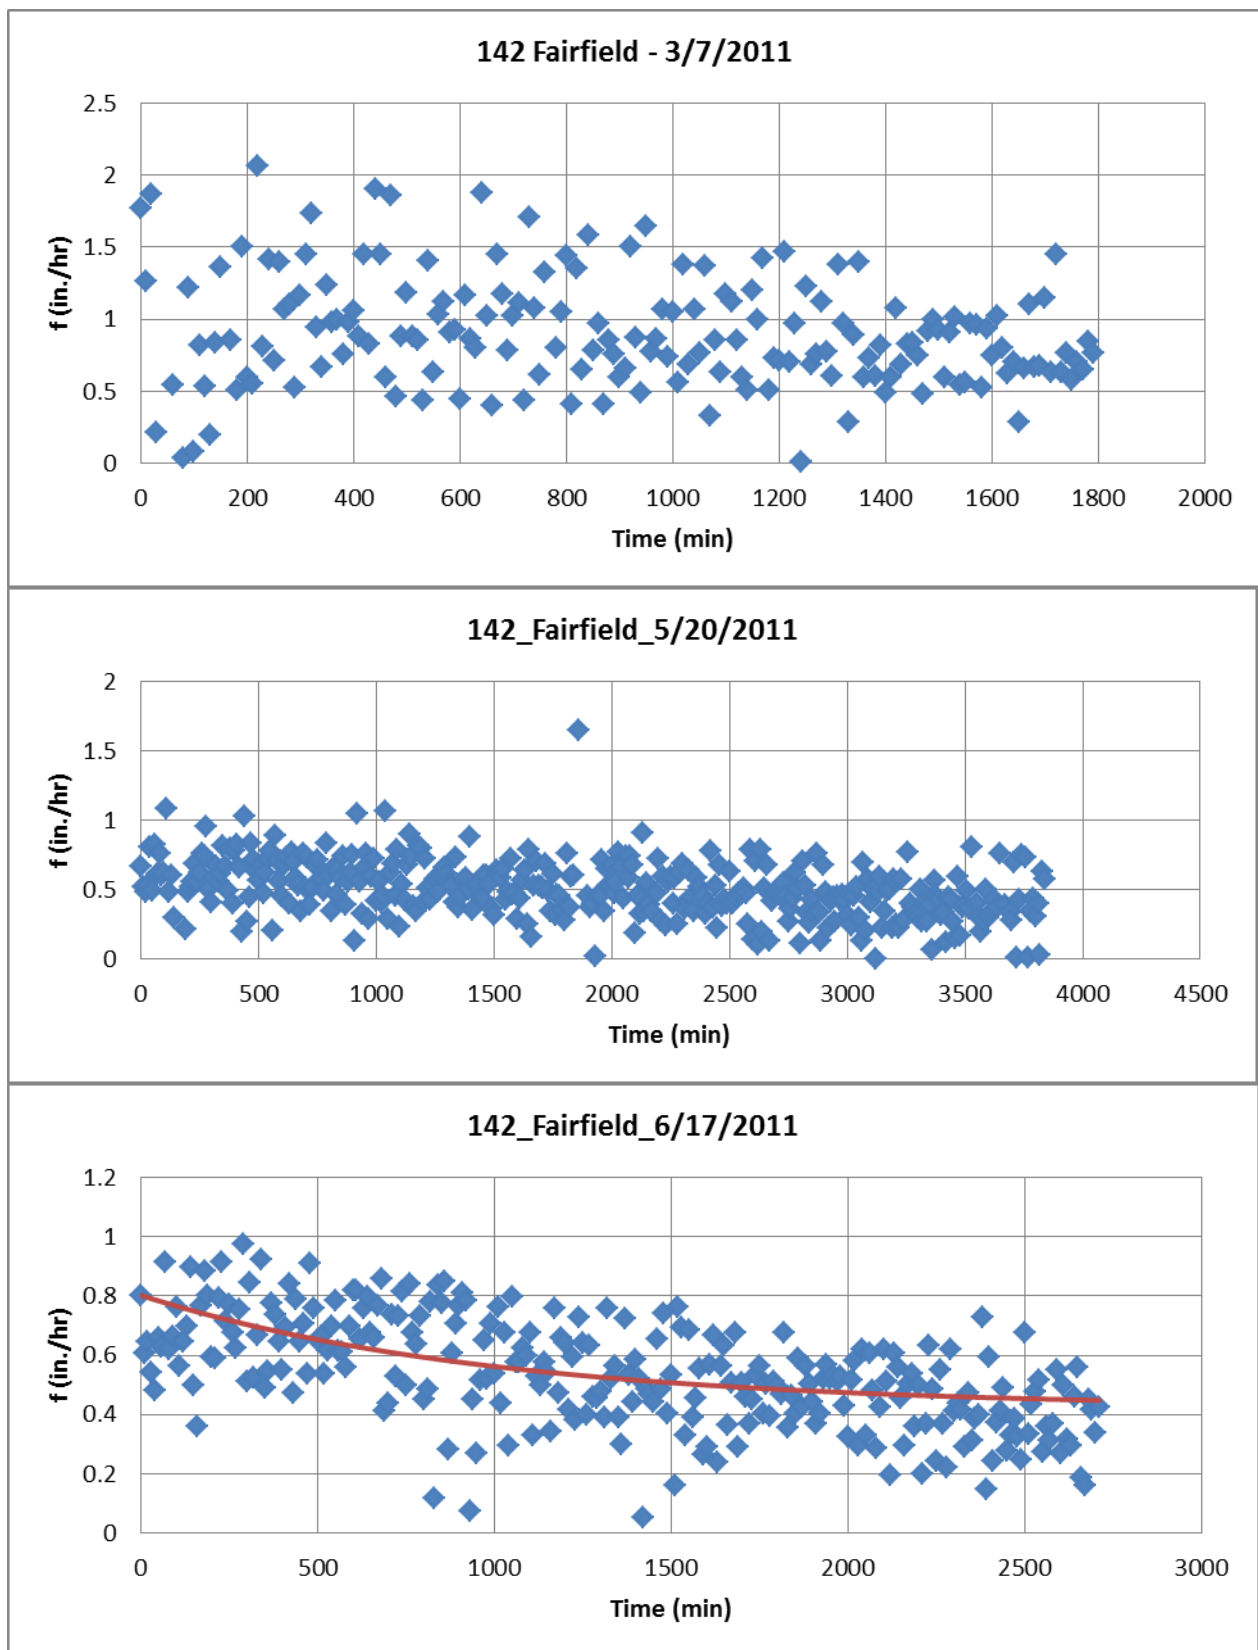 142 Fairfield - 3/7/2011
f (in./hr)
2.5
2
1.5
1
0.5
0
0 200 400 600 800 1000 1200 1400 1600 1800 2000
Time (min)
142_Fairfield_5/20/2011
f (in./hr)
2
1.5
1
0.5
0
0 500 1000 1500 2000 2500 3000 3500 4000 4500
Time (min)
142_Fairfield_6/17/2011
f (in./hr)
1.2
1
0.8
0.6
0.4
0.2
0
0 500 1000 1500 2000 2500 3000
Time (min)